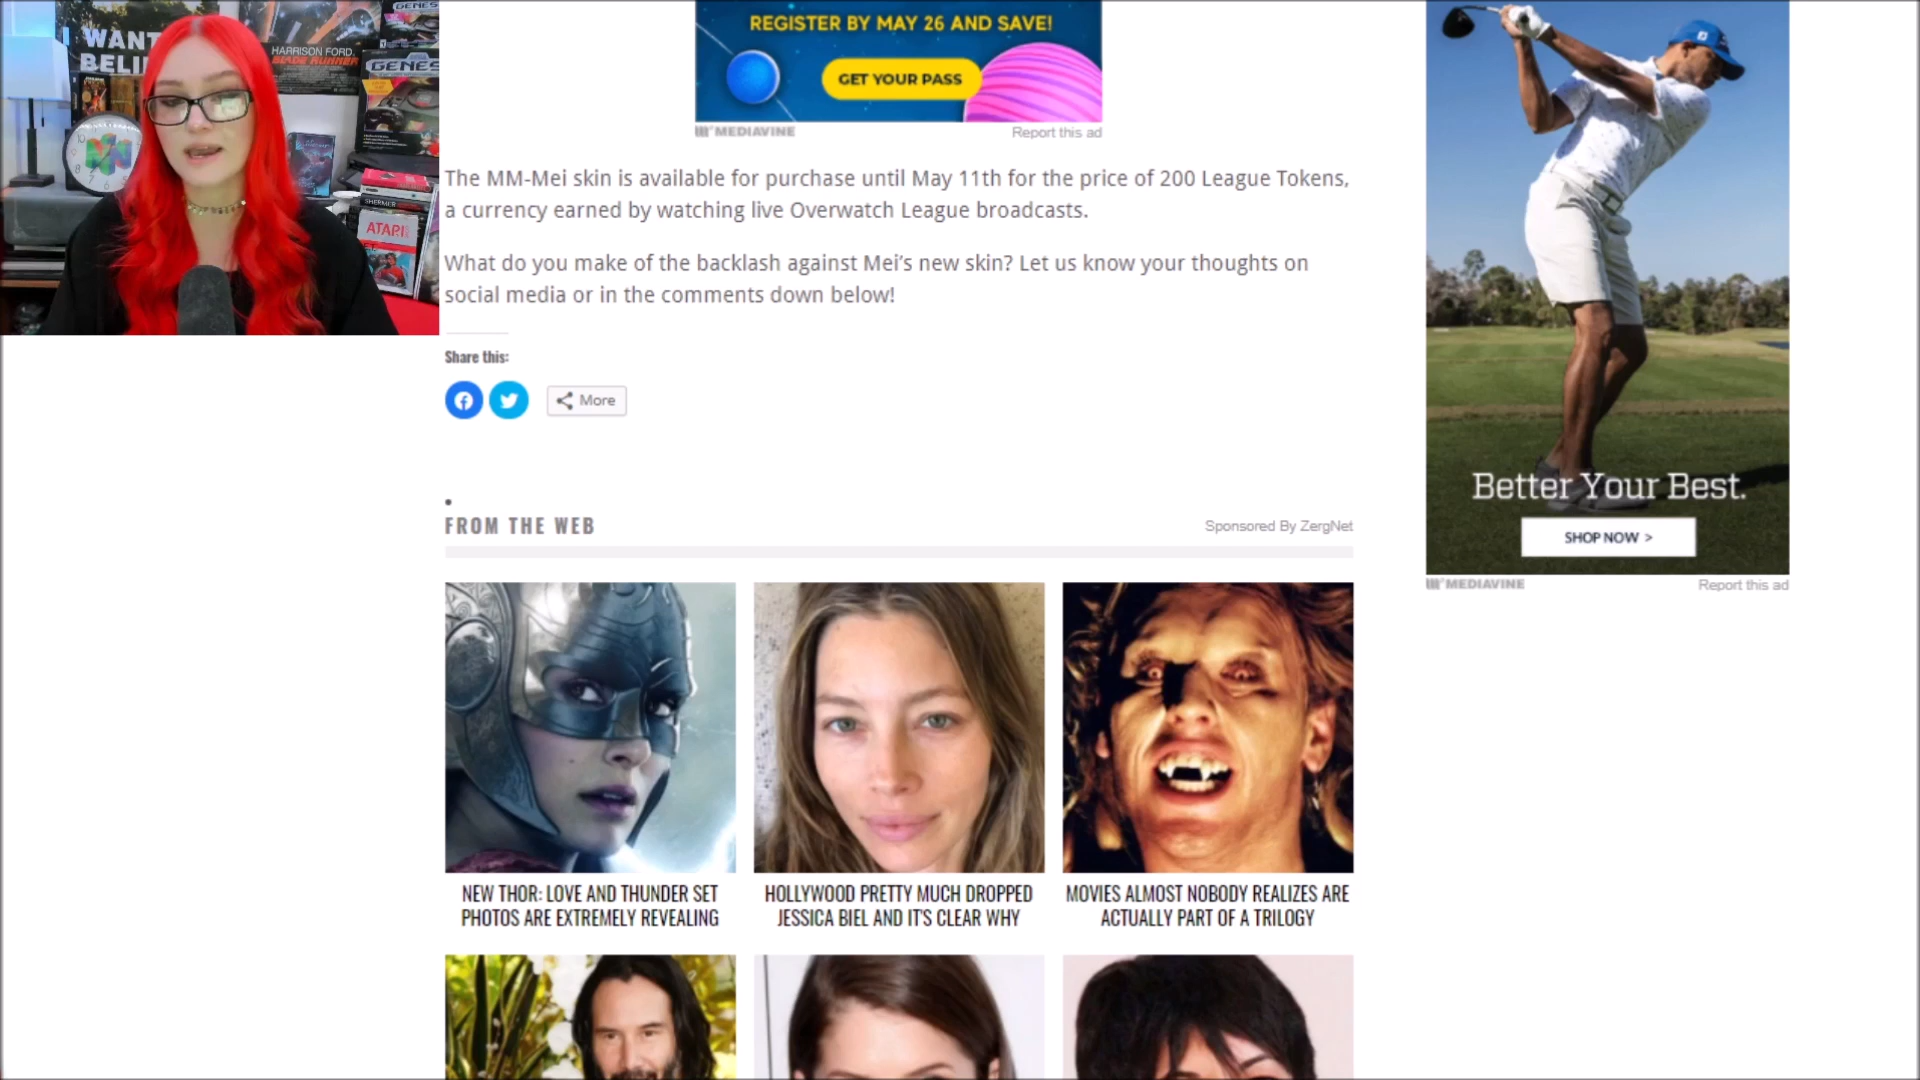 WANT
BELI
HARRISON FORD.
BLADE RUNNER
GENESIS
GENES
SHERMER
ATARI
REGISTER BY MAY 26 AND SAVE!
GET YOUR PASS
MEDIAVINE
Report this ad
The MM-Mei skin is available for purchase until May 11th for the price of 200 League Tokens,
a currency earned by watching live Overwatch League broadcasts.
What do you make of the backlash against Mei’s new skin? Let us know your thoughts on
social media or in the comments down below!
Share this:
More
FROM THE WEB
Sponsored By ZergNet
NEW THOR: LOVE AND THUNDER SET
PHOTOS ARE EXTREMELY REVEALING
HOLLYWOOD PRETTY MUCH DROPPED
JESSICA BIEL AND IT'S CLEAR WHY
MOVIES ALMOST NOBODY REALIZES ARE
ACTUALLY PART OF A TRILOGY
Better Your Best.
SHOP NOW >
MEDIAVINE
Report this ad